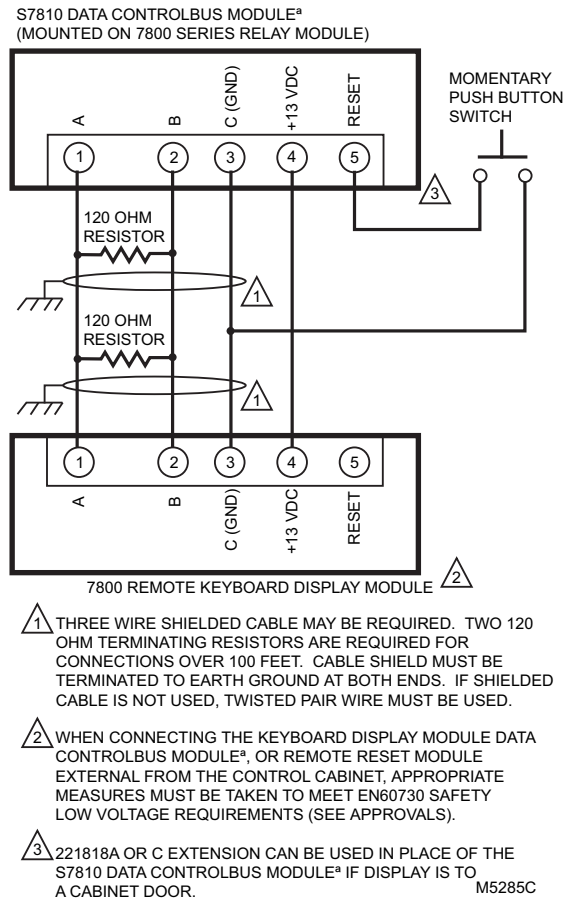 S7810 DATA CONTROLBUS MODULEª
(MOUNTED ON 7800 SERIES RELAY MODULE)
A
B
C (GND)
+13 VDC
RESET
1
2
3
4
5
MOMENTARY
PUSH BUTTON
SWITCH
3
120 OHM
RESISTOR
1
120 OHM
RESISTOR
1
1
2
3
4
5
A
B
C (GND)
+13 VDC
RESET
7800 REMOTE KEYBOARD DISPLAY MODULE 2
1 THREE WIRE SHIELDED CABLE MAY BE REQUIRED. TWO 120
OHM TERMINATING RESISTORS ARE REQUIRED FOR
CONNECTIONS OVER 100 FEET. CABLE SHIELD MUST BE
TERMINATED TO EARTH GROUND AT BOTH ENDS. IF SHIELDED
CABLE IS NOT USED, TWISTED PAIR WIRE MUST BE USED.
2 WHEN CONNECTING THE KEYBOARD DISPLAY MODULE DATA
CONTROLBUS MODULEª, OR REMOTE RESET MODULE
EXTERNAL FROM THE CONTROL CABINET, APPROPRIATE
MEASURES MUST BE TAKEN TO MEET EN60730 SAFETY
LOW VOLTAGE REQUIREMENTS (SEE APPROVALS).
3 221818A OR C EXTENSION CAN BE USED IN PLACE OF THE
S7810 DATA CONTROLBUS MODULEª IF DISPLAY IS TO
A CABINET DOOR.
M5285C